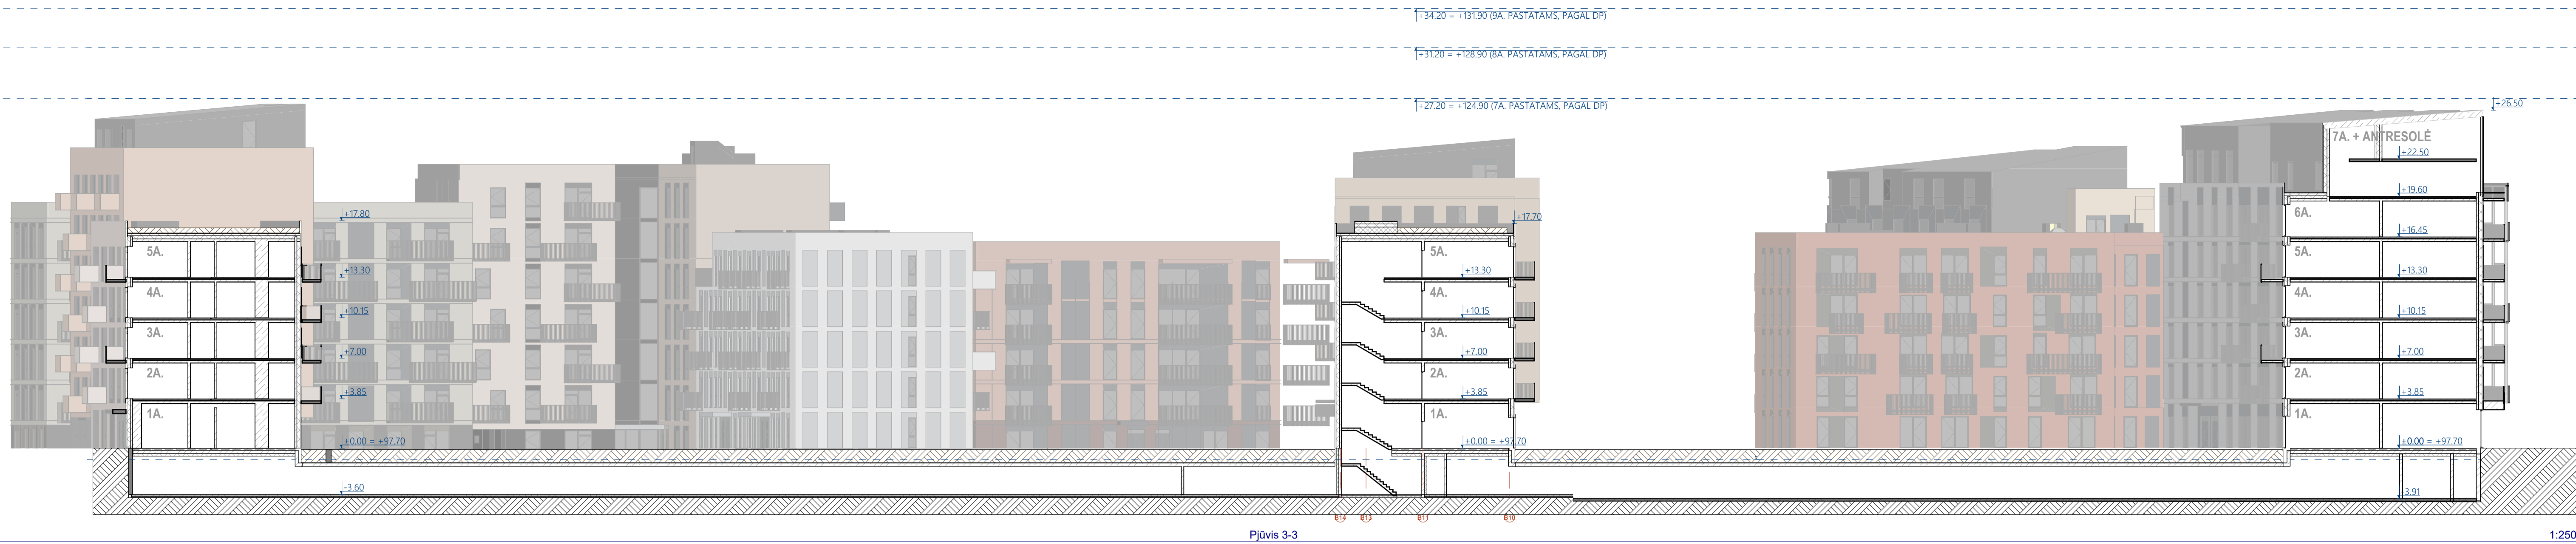 +34.20 = +131.90 (9A. PASTATAMS, PAGAL DP)
+31.20 = +128.90 (8A. PASTATAMS, PAGAL DP)
+27.20 = +124.90 (7A. PASTATAMS, PAGAL DP)
+26.50
7A. + ANTRESOLĖ
+22.50
+19.60
+17.80
+17.70
6A.
+16.45
5A.
5A.
5A.
+13.30
+13.30
+13.30
4A.
4A.
4A.
+10.15
+10.15
+10.15
3A.
3A.
3A.
+7.00
+7.00
+7.00
2A.
2A.
2A.
+3.85
+3.85
+3.85
1A.
1A.
1A.
±0.00 = +97.70
±0.00 = +97.70
±0.00 = +97.70
-3.60
-3.91
B14
B13
B11
B10
Pjūvis 3-3
1:250